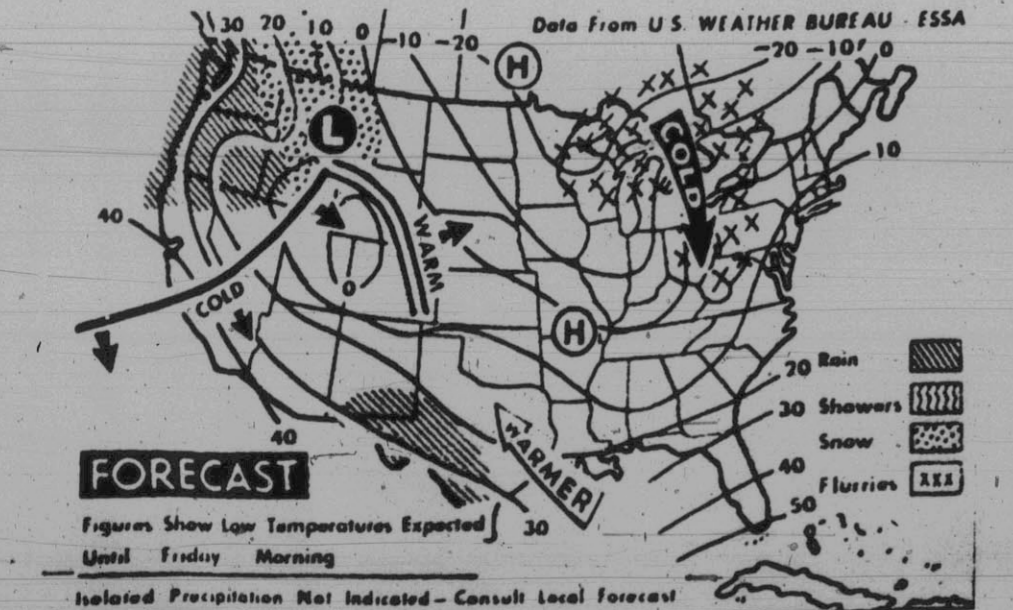 Data From U.S. WEATHER BUREAU - ESSA
30 20 10 0 -10 -20
H
-20 -10 0
L
COLD
10
40
WARM
COLD
0
H
20
Rain
30
Showers
40
Snow
FORECAST
WARMER
40
Flurries XXX
50
30
Figures Show Low Temperatures Expected
Until Friday Morning
Isolated Precipitation Not Indicated - Consult Local Forecast